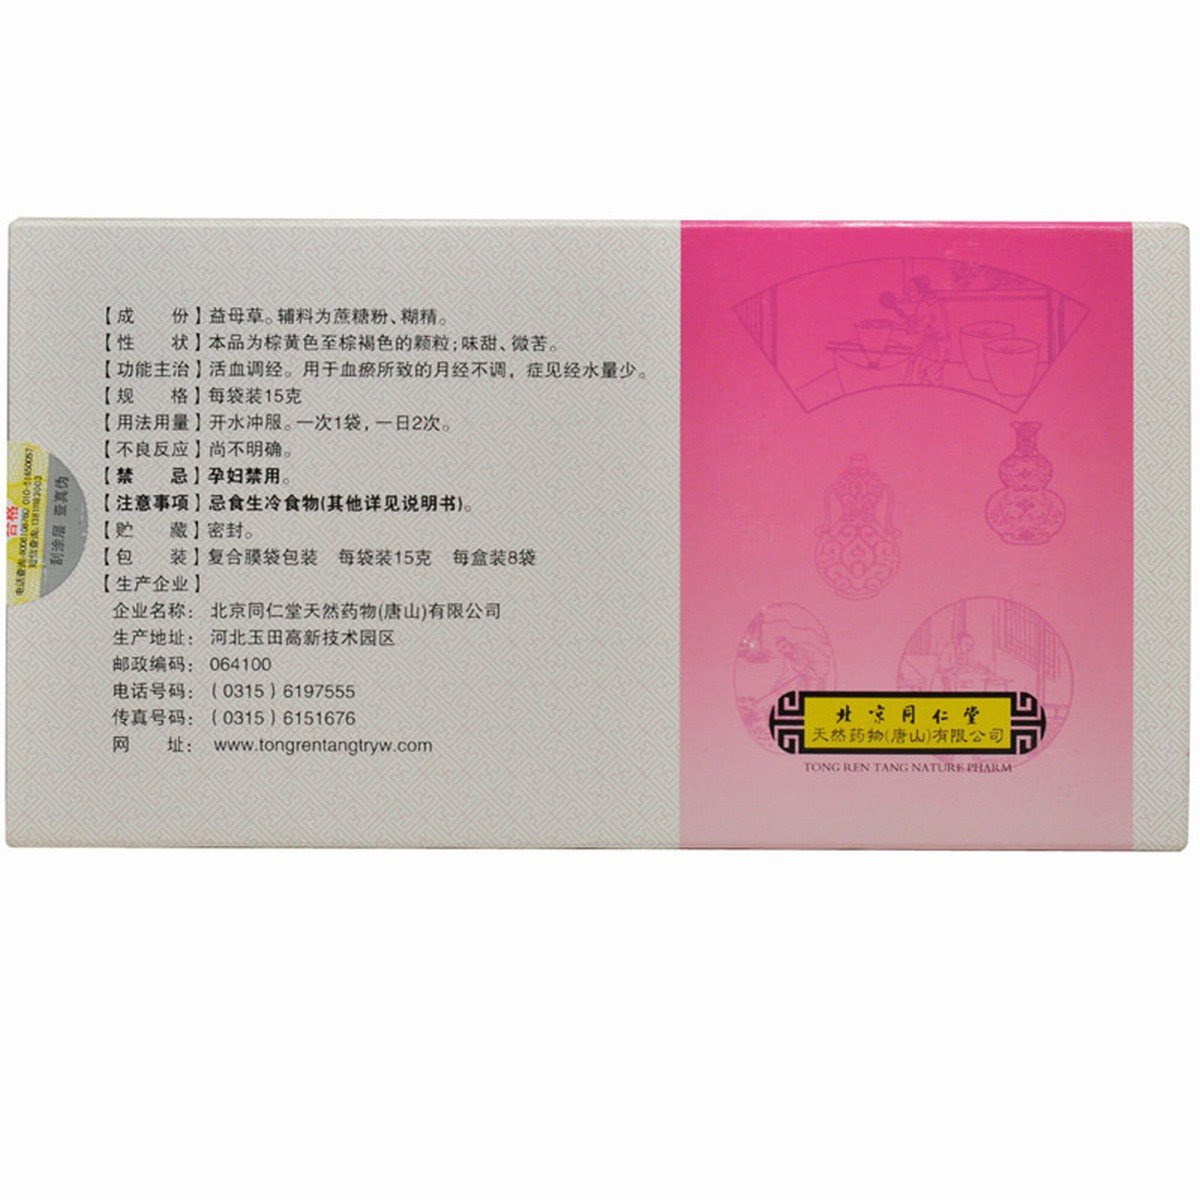 【成　　份】益母草。辅料为蔗糖粉、糊精。
【性　　状】本品为棕黄色至棕褐色的颗粒;味甜、微苦。
【功能主治】活血调经。用于血瘀所致的月经不调，症见经水量少。
【规　　格】每袋装15克
【用法用量】开水冲服。一次1袋，一日2次。
【不良反应】尚不明确。
【禁　　忌】孕妇禁用。
【注意事项】忌食生冷食物(其他详见说明书)。
【贮　　藏】密封。
【包　　装】复合膜袋包装　每袋装15克　每盒装8袋
【生产企业】
企业名称：北京同仁堂天然药物(唐山)有限公司
生产地址：河北玉田高新技术园区
邮政编码：064100
电话号码：（0315）6197555
传真号码：（0315）6151676
网　　址：www.tongrentangtryw.com
刮涂层 查真伪
北京同仁堂
天然药物(唐山)有限公司
TONG REN TANG NATURE PHARM